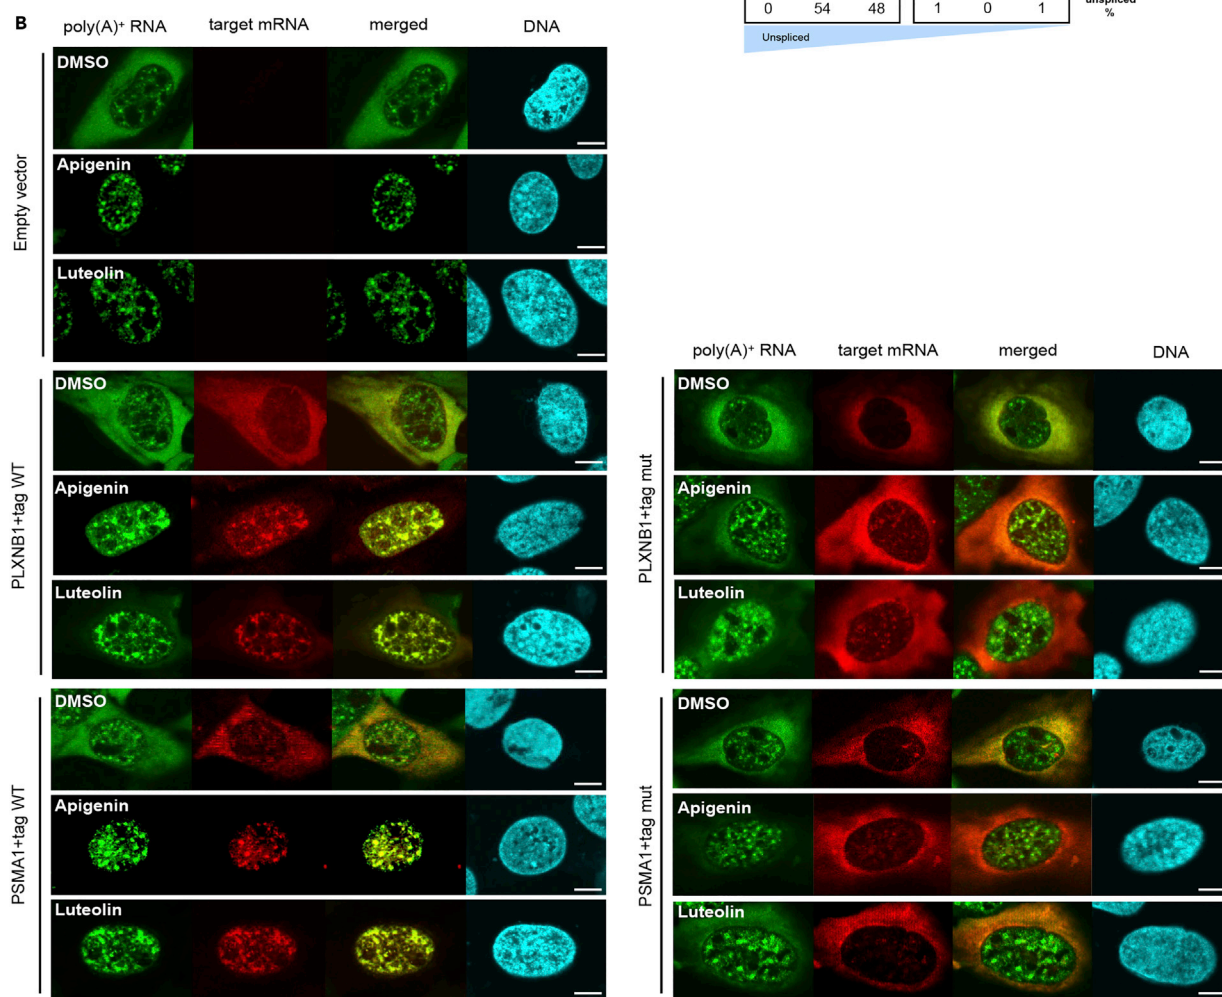 B
poly(A)⁺ RNA target mRNA merged DNA
0 54 48 1 0 1
%
Unspliced
Empty vector
DMSO
Apigenin
Luteolin
PLXNB1+tag WT
DMSO
Apigenin
Luteolin
PSMA1+tag WT
DMSO
Apigenin
Luteolin
poly(A)⁺ RNA target mRNA merged DNA
PLXNB1+tag mut
DMSO
Apigenin
Luteolin
PSMA1+tag mut
DMSO
Apigenin
Luteolin